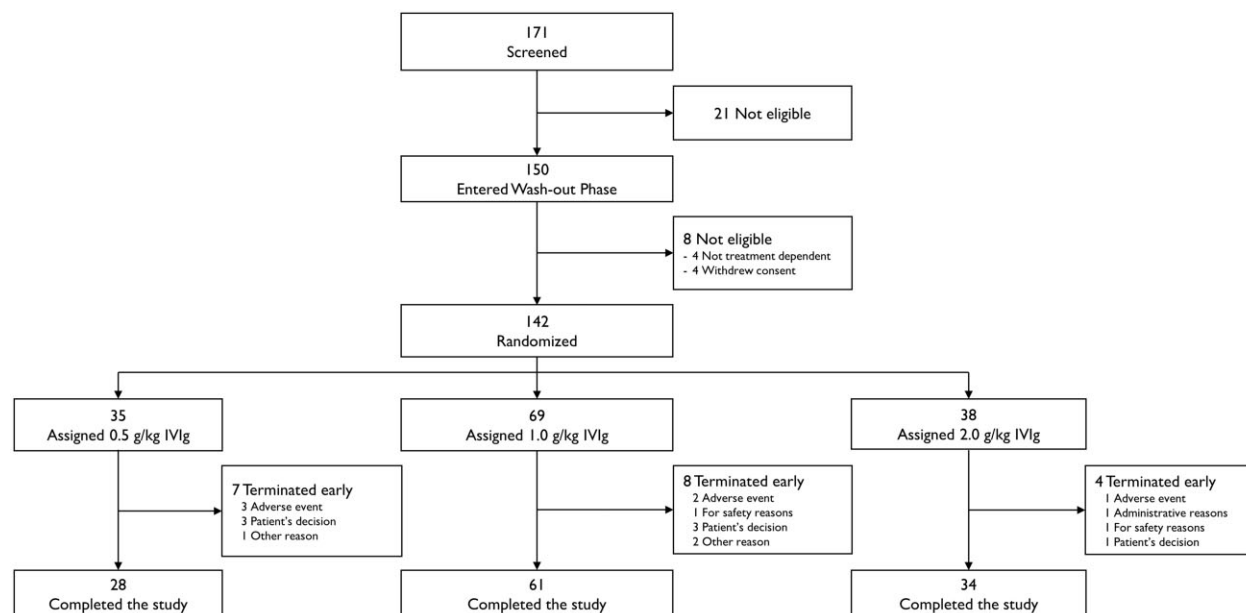 171
Screened
21 Not eligible
150
Entered Wash-out Phase
8 Not eligible
- 4 Not treatment dependent
- 4 Withdrew consent
142
Randomized
35
Assigned 0.5 g/kg IVIg
69
Assigned 1.0 g/kg IVIg
38
Assigned 2.0 g/kg IVIg
7 Terminated early
3 Adverse event
3 Patient's decision
1 Other reason
8 Terminated early
2 Adverse event
1 For safety reasons
3 Patient's decision
2 Other reason
4 Terminated early
1 Adverse event
1 Administrative reasons
1 For safety reasons
1 Patient's decision
28
Completed the study
61
Completed the study
34
Completed the study